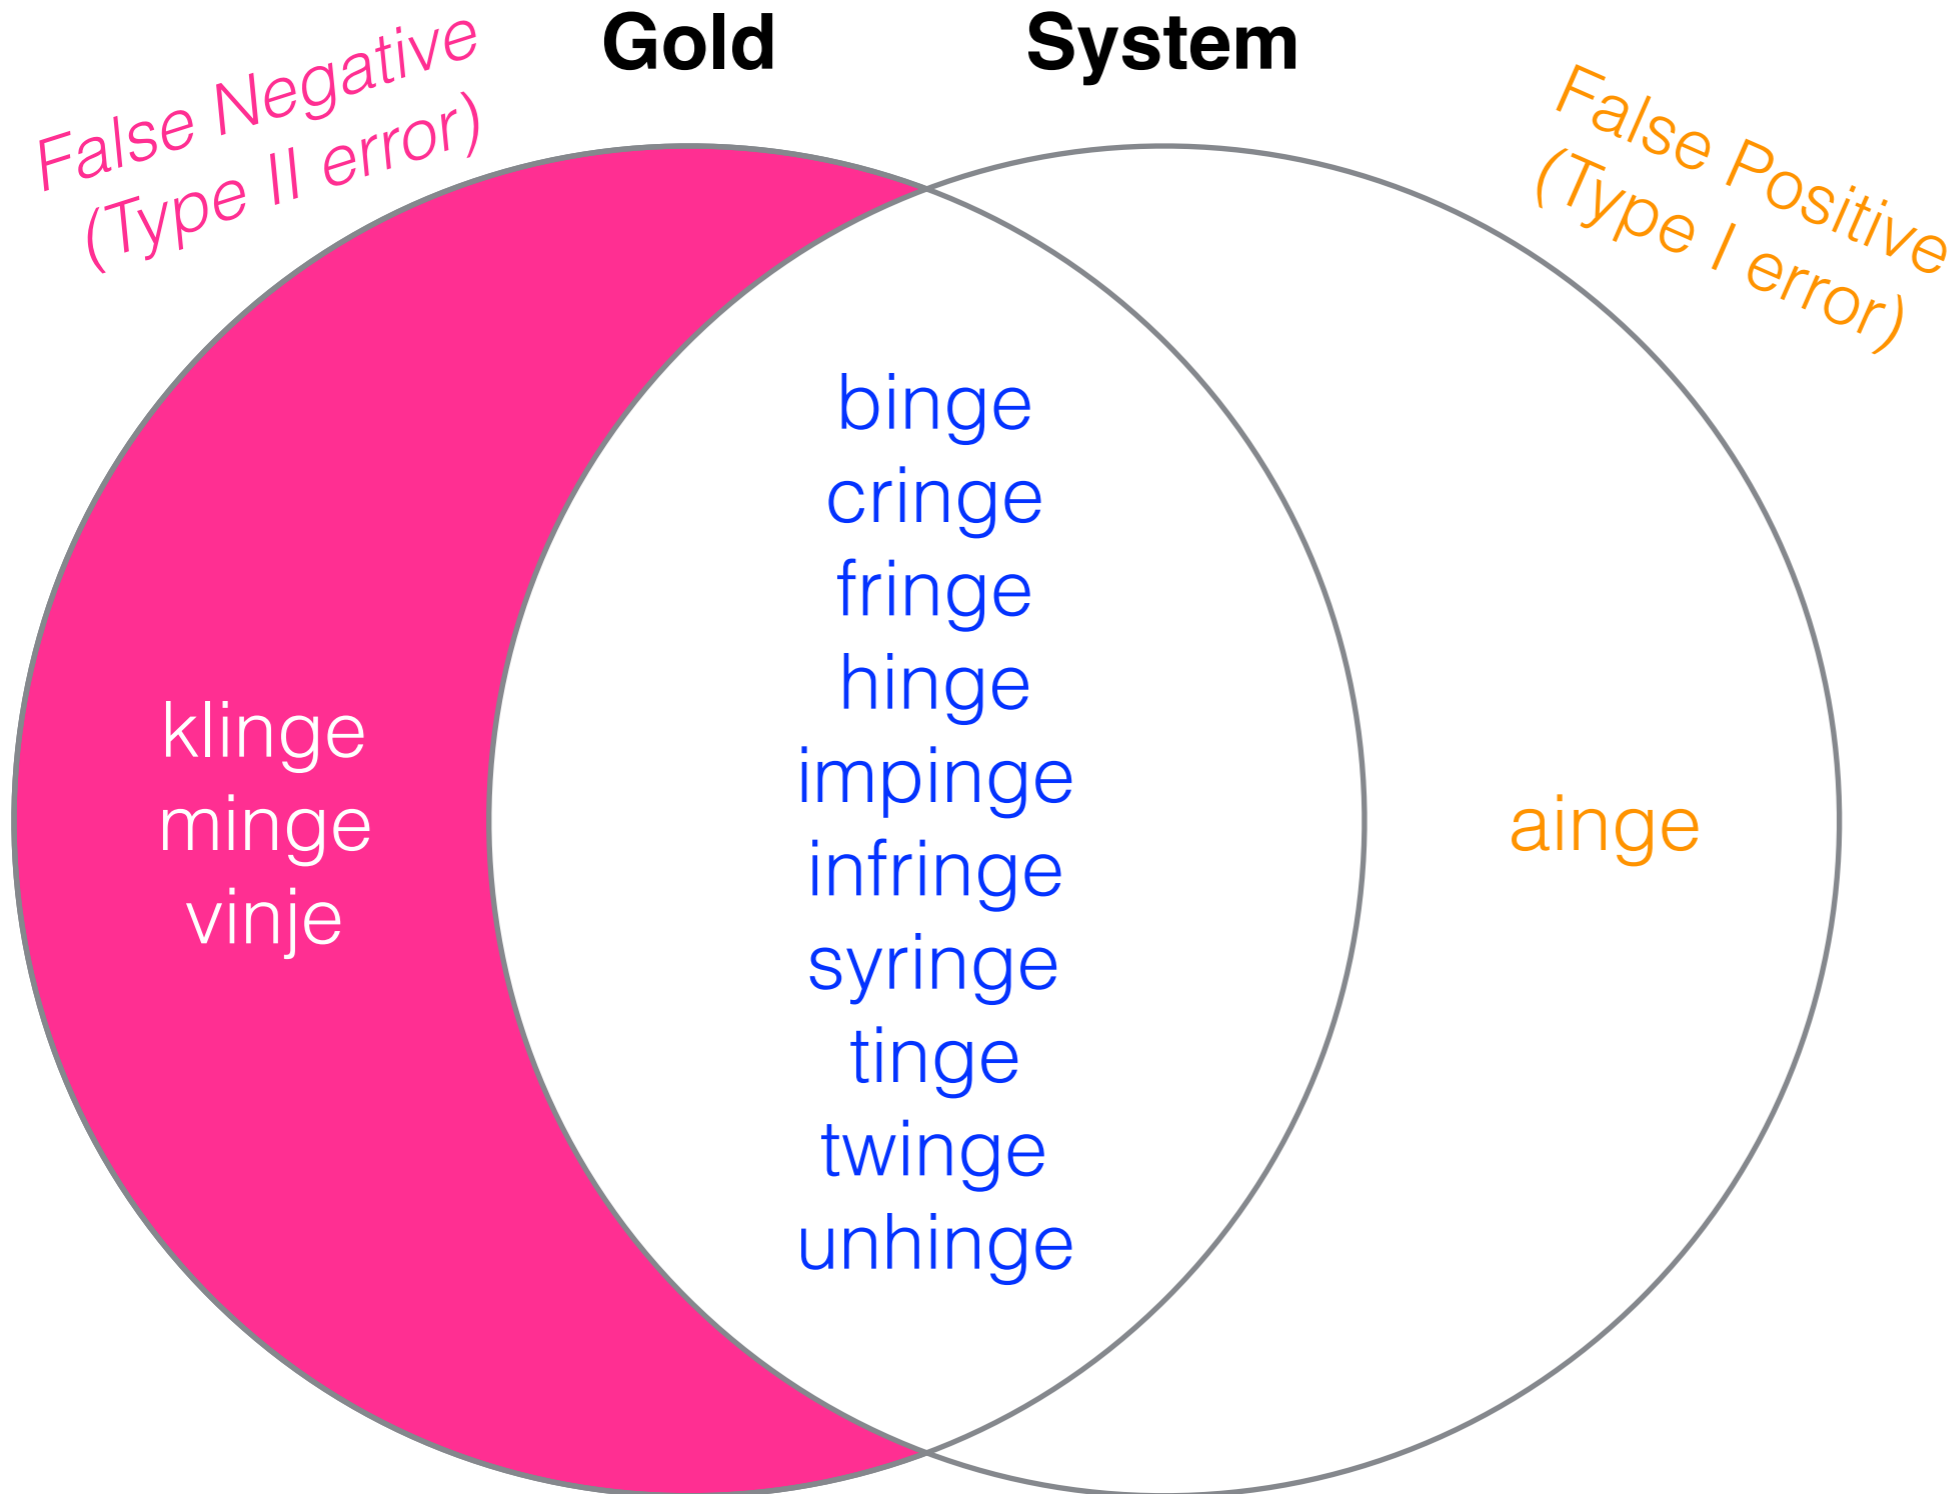 Gold
System
False Negative
(Type II error)
False Positive
(Type I error)
klinge
minge
vinje
binge
cringe
fringe
hinge
impinge
infringe
syringe
tinge
twinge
unhinge
ainge